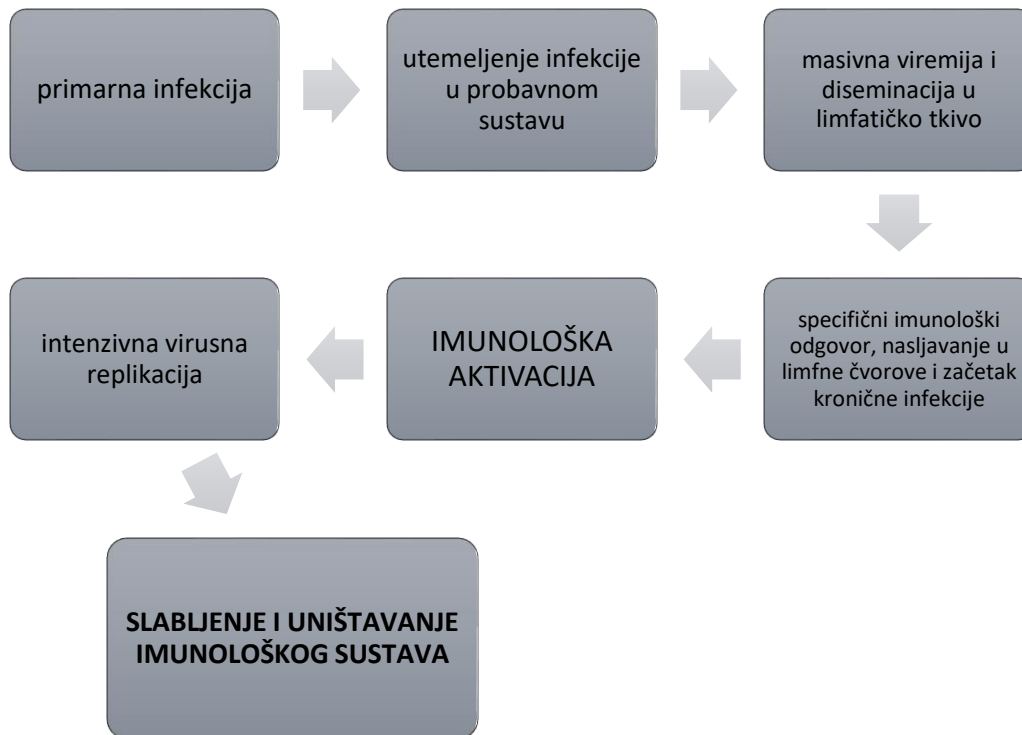 primarna infekcija
utemeljenje infekcije
u probavnom
sustavu
masivna viremija i
diseminacija u
limfatičko tkivo
specifični imunološki
odgovor, nasljavanje u
limfne čvorove i začetak
kronične infekcije
IMUNOLOŠKA
AKTIVACIJA
intenzivna virusna
replikacija
SLABLJENJE I UNIŠTAVANJE
IMUNOLOŠKOG SUSTAVA